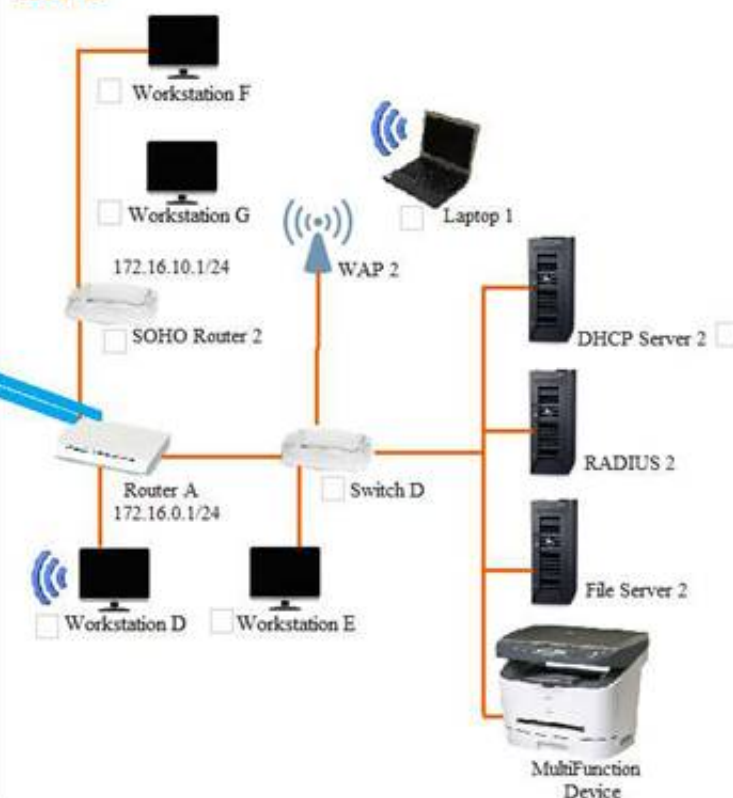 Workstation F
Workstation G
Laptop 1
172.16.10.1/24
WAP 2
SOHO Router 2
DHCP Server 2
RADIUS 2
Router A
172.16.0.1/24
Switch D
File Server 2
Workstation D
Workstation E
MultiFunction
Device